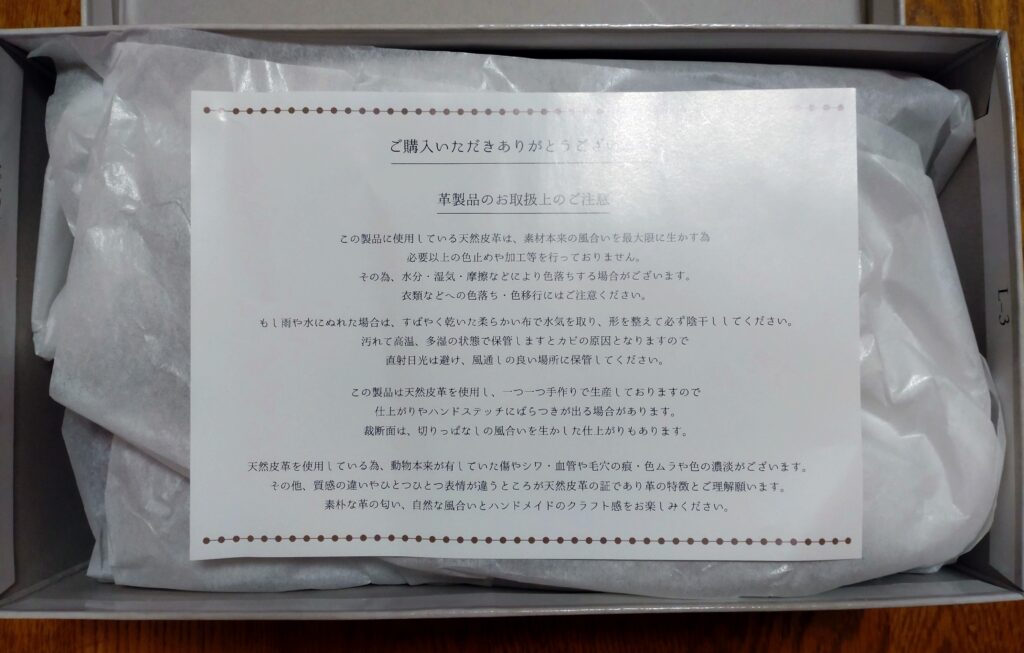 ご購入いただきありがとうござい
革製品のお取扱上のご注意
この製品に使用している天然皮革は、素材本来の風合いを最大限に生かす為
必要以上の色止めや加工等を行っておりません。
その為、水分・湿気・摩擦などにより色落ちする場合がございます。
衣類などへの色落ち・色移行にはご注意ください。
もし雨や水にぬれた場合は、すばやく乾いた柔らかい布で水気を取り、形を整えて必ず陰干ししてください。
汚れて高温、多湿の状態で保管しますとカビの原因となりますので
直射日光は避け、風通しの良い場所に保管してください。
この製品は天然皮革を使用し、一つ一つ手作りで生産しておりますので
仕上がりやハンドステッチにばらつきが出る場合があります。
裁断面は、切りっぱなしの風合いを生かした仕上がりもあります。
天然皮革を使用している為、動物本来が有していた傷やシワ・血管や毛穴の痕・色ムラや色の濃淡がございます。
その他、質感の違いやひとつひとつ表情が違うところが天然皮革の証であり革の特徴とご理解願います。
素朴な革の匂い、自然な風合いとハンドメイドのクラフト感をお楽しみください。
L-3